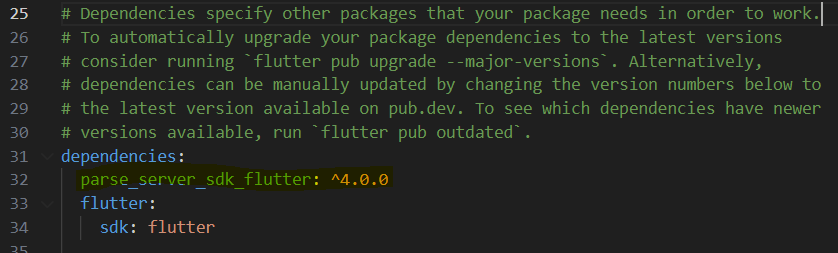 25 # Dependencies specify other packages that your package needs in order to work.
26 # To automatically upgrade your package dependencies to the latest versions
27 # consider running `flutter pub upgrade --major-versions`. Alternatively,
28 # dependencies can be manually updated by changing the version numbers below to
29 # the latest version available on pub.dev. To see which dependencies have newer
30 # versions available, run `flutter pub outdated`.
31 dependencies:
32   parse_server_sdk_flutter: ^4.0.0
33   flutter:
34     sdk: flutter
35